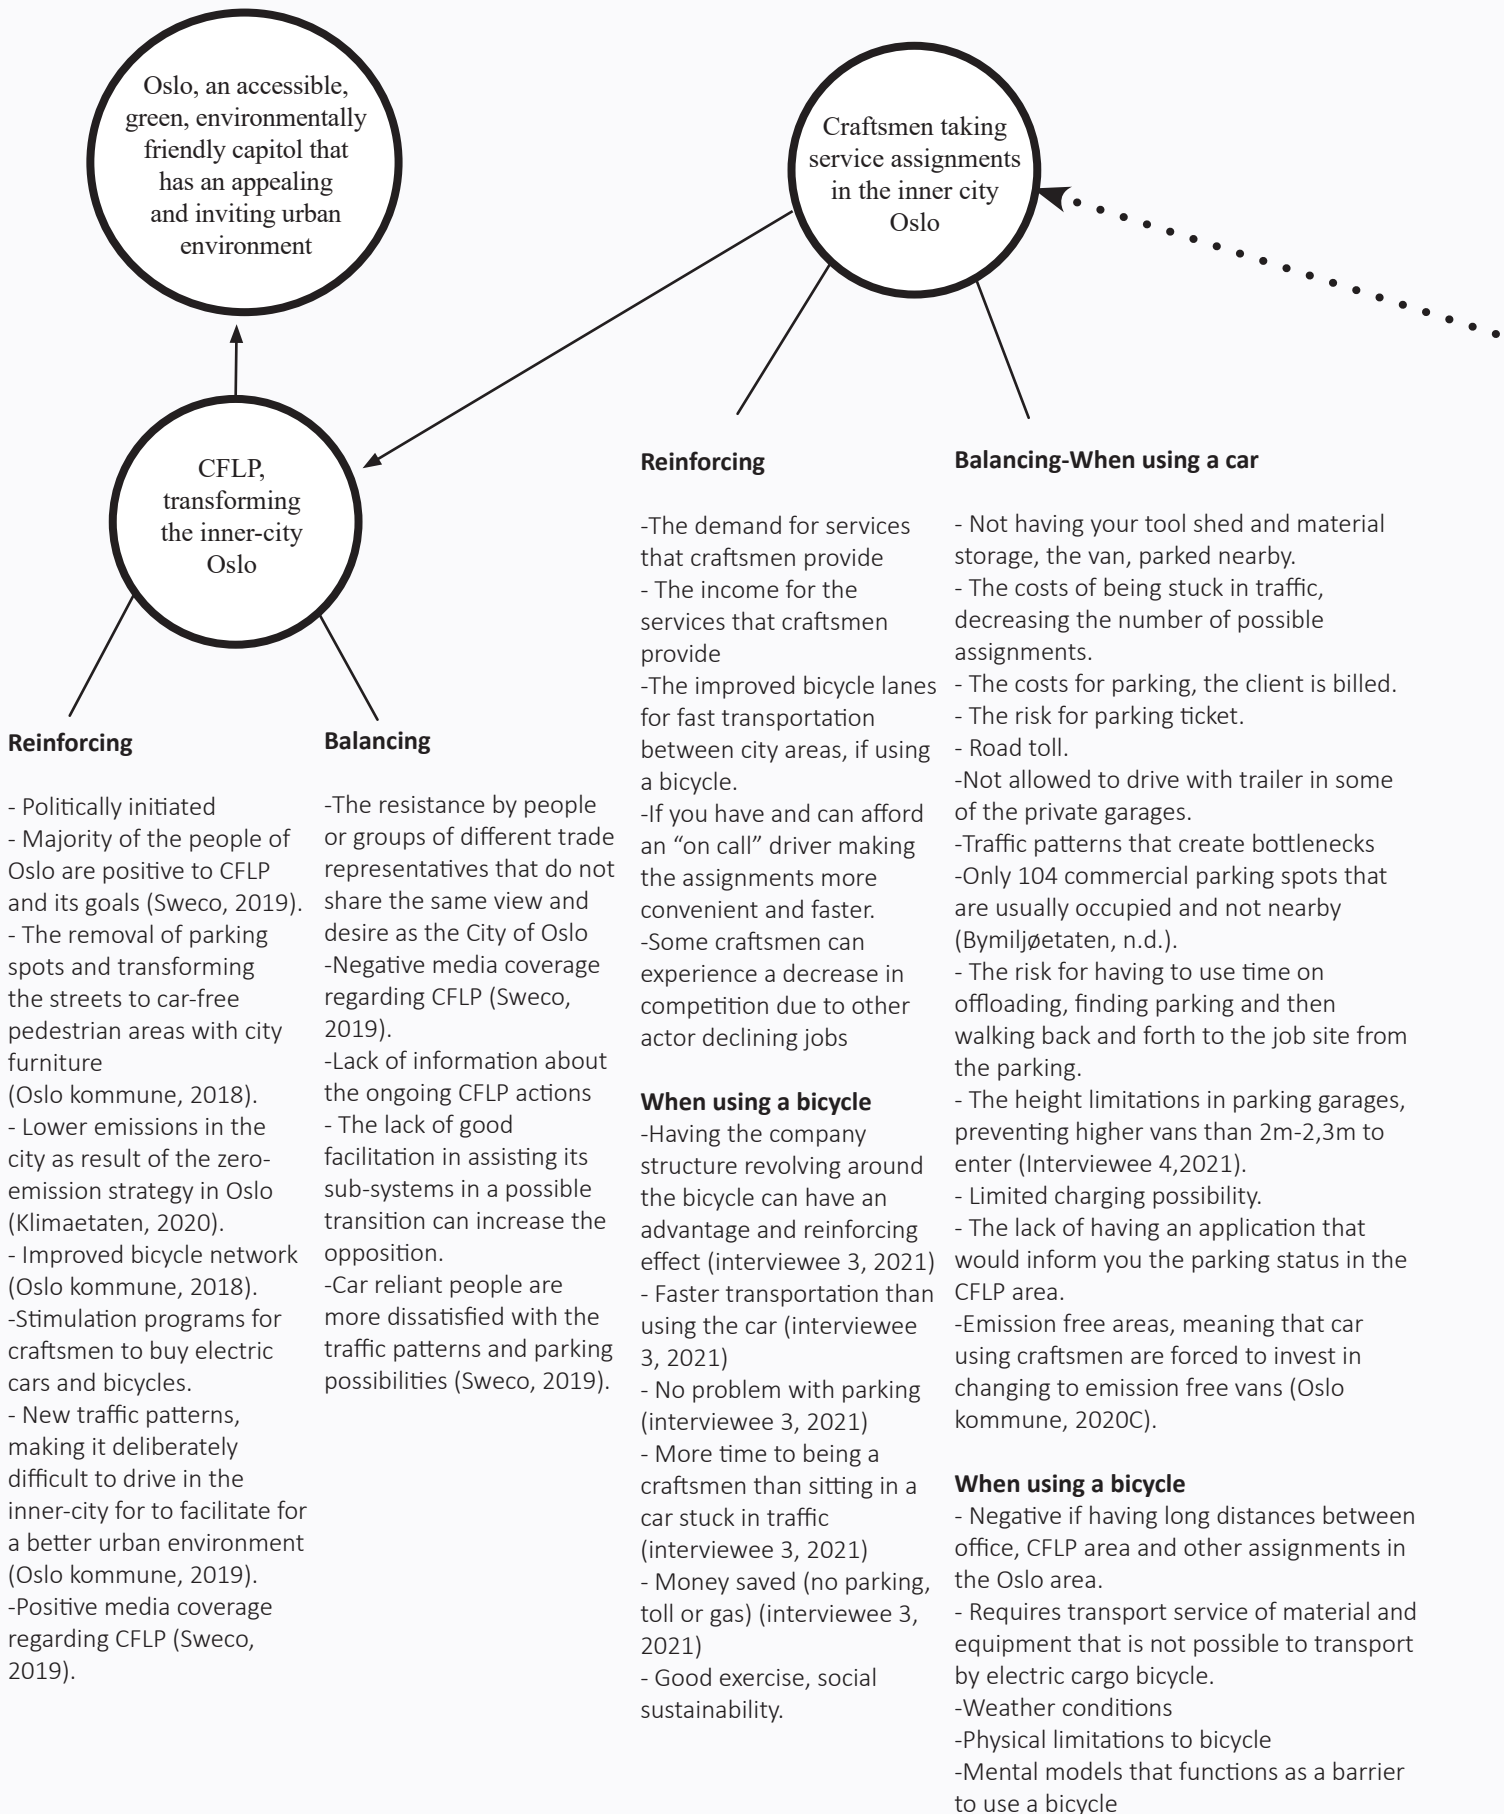 Oslo, an accessible,
green, environmentally
friendly capitol that
has an appealing
and inviting urban
environment
Craftsmen taking
service assignments
in the inner city
Oslo
CFLP,
transforming
the inner-city
Oslo
Reinforcing
- Politically initiated
- Majority of the people of
Oslo are positive to CFLP
and its goals (Sweco, 2019).
- The removal of parking
spots and transforming
the streets to car-free
pedestrian areas with city
furniture
(Oslo kommune, 2018).
- Lower emissions in the
city as result of the zero-
emission strategy in Oslo
(Klimaetaten, 2020).
- Improved bicycle network
(Oslo kommune, 2018).
-Stimulation programs for
craftsmen to buy electric
cars and bicycles.
- New traffic patterns,
making it deliberately
difficult to drive in the
inner-city for to facilitate for
a better urban environment
(Oslo kommune, 2019).
-Positive media coverage
regarding CFLP (Sweco,
2019).
Balancing
-The resistance by people
or groups of different trade
representatives that do not
share the same view and
desire as the City of Oslo
-Negative media coverage
regarding CFLP (Sweco,
2019).
-Lack of information about
the ongoing CFLP actions
- The lack of good
facilitation in assisting its
sub-systems in a possible
transition can increase the
opposition.
-Car reliant people are
more dissatisfied with the
traffic patterns and parking
possibilities (Sweco, 2019).
Reinforcing
-The demand for services
that craftsmen provide
- The income for the
services that craftsmen
provide
-The improved bicycle lanes
for fast transportation
between city areas, if using
a bicycle.
-If you have and can afford
an “on call” driver making
the assignments more
convenient and faster.
-Some craftsmen can
experience a decrease in
competition due to other
actor declining jobs
When using a bicycle
-Having the company
structure revolving around
the bicycle can have an
advantage and reinforcing
effect (interviewee 3, 2021)
- Faster transportation than
using the car (interviewee
3, 2021)
- No problem with parking
(interviewee 3, 2021)
- More time to being a
craftsmen than sitting in a
car stuck in traffic
(interviewee 3, 2021)
- Money saved (no parking,
toll or gas) (interviewee 3,
2021)
- Good exercise, social
sustainability.
Balancing-When using a car
- Not having your tool shed and material
storage, the van, parked nearby.
- The costs of being stuck in traffic,
decreasing the number of possible
assignments.
- The costs for parking, the client is billed.
- The risk for parking ticket.
- Road toll.
-Not allowed to drive with trailer in some
of the private garages.
-Traffic patterns that create bottlenecks
-Only 104 commercial parking spots that
are usually occupied and not nearby
(Bymiljøetaten, n.d.).
- The risk for having to use time on
offloading, finding parking and then
walking back and forth to the job site from
the parking.
- The height limitations in parking garages,
preventing higher vans than 2m-2,3m to
enter (Interviewee 4,2021).
- Limited charging possibility.
- The lack of having an application that
would inform you the parking status in the
CFLP area.
-Emission free areas, meaning that car
using craftsmen are forced to invest in
changing to emission free vans (Oslo
kommune, 2020C).
When using a bicycle
- Negative if having long distances between
office, CFLP area and other assignments in
the Oslo area.
- Requires transport service of material and
equipment that is not possible to transport
by electric cargo bicycle.
-Weather conditions
-Physical limitations to bicycle
-Mental models that functions as a barrier
to use a bicycle